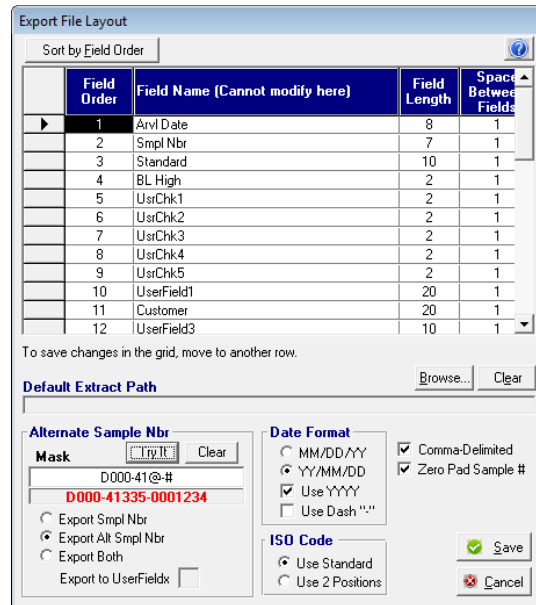 Export File Layout
Sort by Field Order
Field Order Field Name (Cannot modify here) Field Length Space Between Fields
1 Arvl Date 8 1
2 Smpl Nbr 7 1
3 Standard 10 1
4 BL High 2 1
5 UsrChk1 2 1
6 UsrChk2 2 1
7 UsrChk3 2 1
8 UsrChk4 2 1
9 UsrChk5 2 1
10 UserField1 20 1
11 Customer 20 1
12 UserField3 10 1
To save changes in the grid, move to another row.
Browse... Clear
Default Extract Path
Alternate Sample Nbr
Mask Try It Clear
D000-41@-#
D000-41335-0001234
Export Smpl Nbr
Export Alt Smpl Nbr
Export Both
Export to UserFieldx
Date Format
MM/DD/YY
YY/MM/DD
Use YYYY
Use Dash "-"
ISO Code
Use Standard
Use 2 Positions
Comma-Delimited
Zero Pad Sample #
Save
Cancel